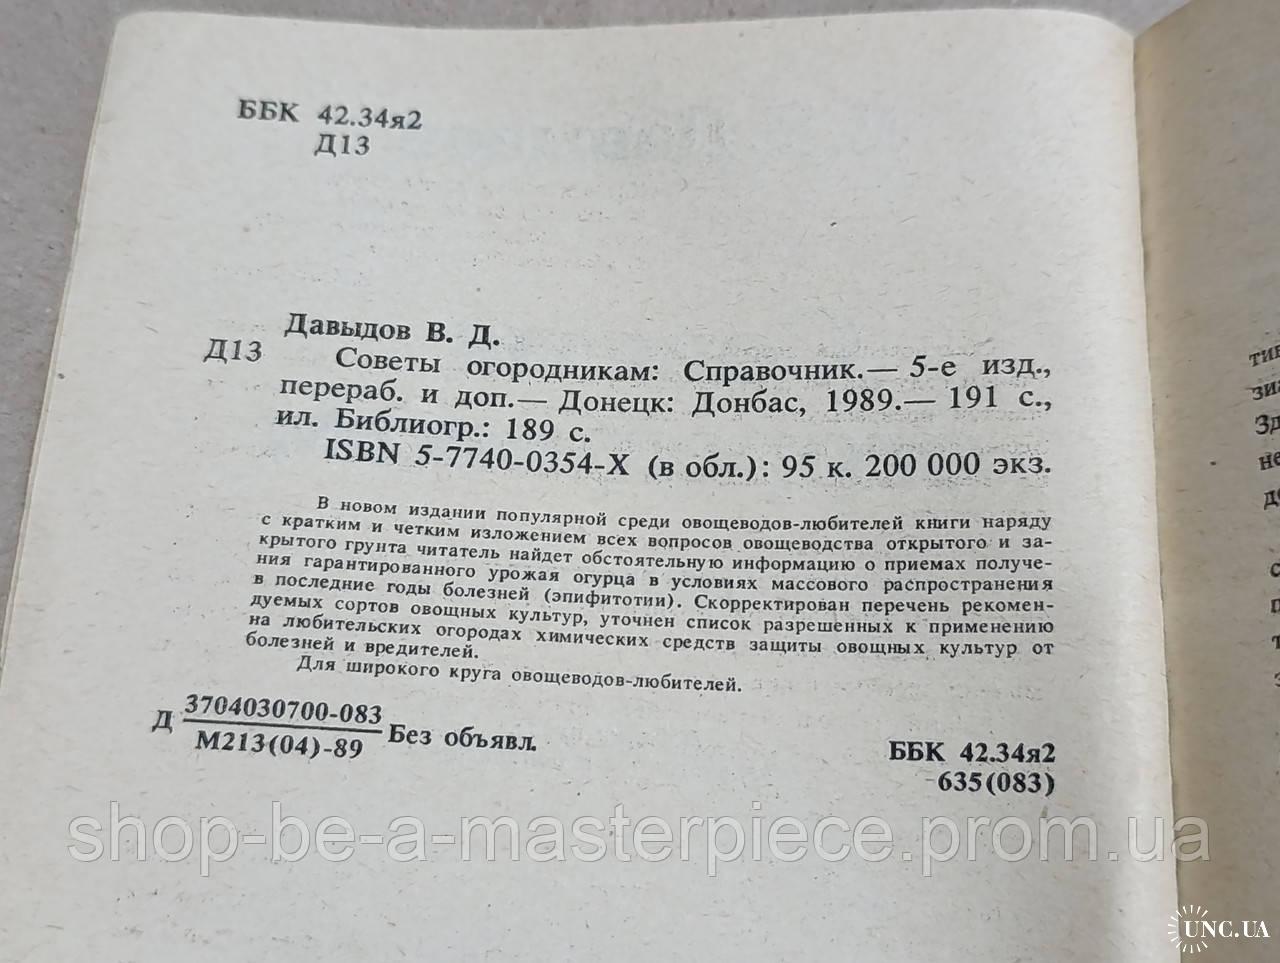 ББК 42.34я2
Д13
Давыдов В. Д.
Д13 Советы огородникам: Справочник.— 5-е изд.,
перераб. и доп.— Донецк: Донбас, 1989.— 191 с.,
ил. Библиогр.: 189 с.
ISBN 5-7740-0354-X (в обл.): 95 к. 200 000 экз.
В новом издании популярной среди овощеводов-любителей книги наряду
с кратким и четким изложением всех вопросов овощеводства открытого и за-
крытого грунта читатель найдет обстоятельную информацию о приемах получе-
ния гарантированного урожая огурца в условиях массового распространения
в последние годы болезней (эпифитотии). Скорректирован перечень рекомен-
дуемых сортов овощных культур, уточнен список разрешенных к применению
на любительских огородах химических средств защиты овощных культур от
болезней и вредителей.
Для широкого круга овощеводов-любителей.
Д 3704030700-083 Без объявл.
М213(04)-89
ББК 42.34я2
635(083)
shop-be-a-masterpiece.prom.ua
UNC.UA